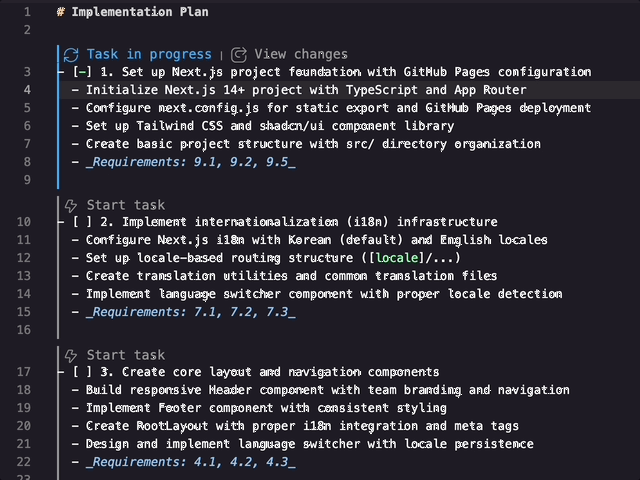 1 # Implementation Plan
2
Task in progress | View changes
3 - [-] 1. Set up Next.js project foundation with GitHub Pages configuration
4 - Initialize Next.js 14+ project with TypeScript and App Router
5 - Configure next.config.js for static export and GitHub Pages deployment
6 - Set up Tailwind CSS and shadcn/ui component library
7 - Create basic project structure with src/ directory organization
8 - _Requirements: 9.1, 9.2, 9.5_
9
Start task
10 - [ ] 2. Implement internationalization (i18n) infrastructure
11 - Configure Next.js i18n with Korean (default) and English locales
12 - Set up locale-based routing structure ([locale]/...)
13 - Create translation utilities and common translation files
14 - Implement language switcher component with proper locale detection
15 - _Requirements: 7.1, 7.2, 7.3_
16
Start task
17 - [ ] 3. Create core layout and navigation components
18 - Build responsive Header component with team branding and navigation
19 - Implement Footer component with consistent styling
20 - Create RootLayout with proper i18n integration and meta tags
21 - Design and implement language switcher with locale persistence
22 - _Requirements: 4.1, 4.2, 4.3_
23